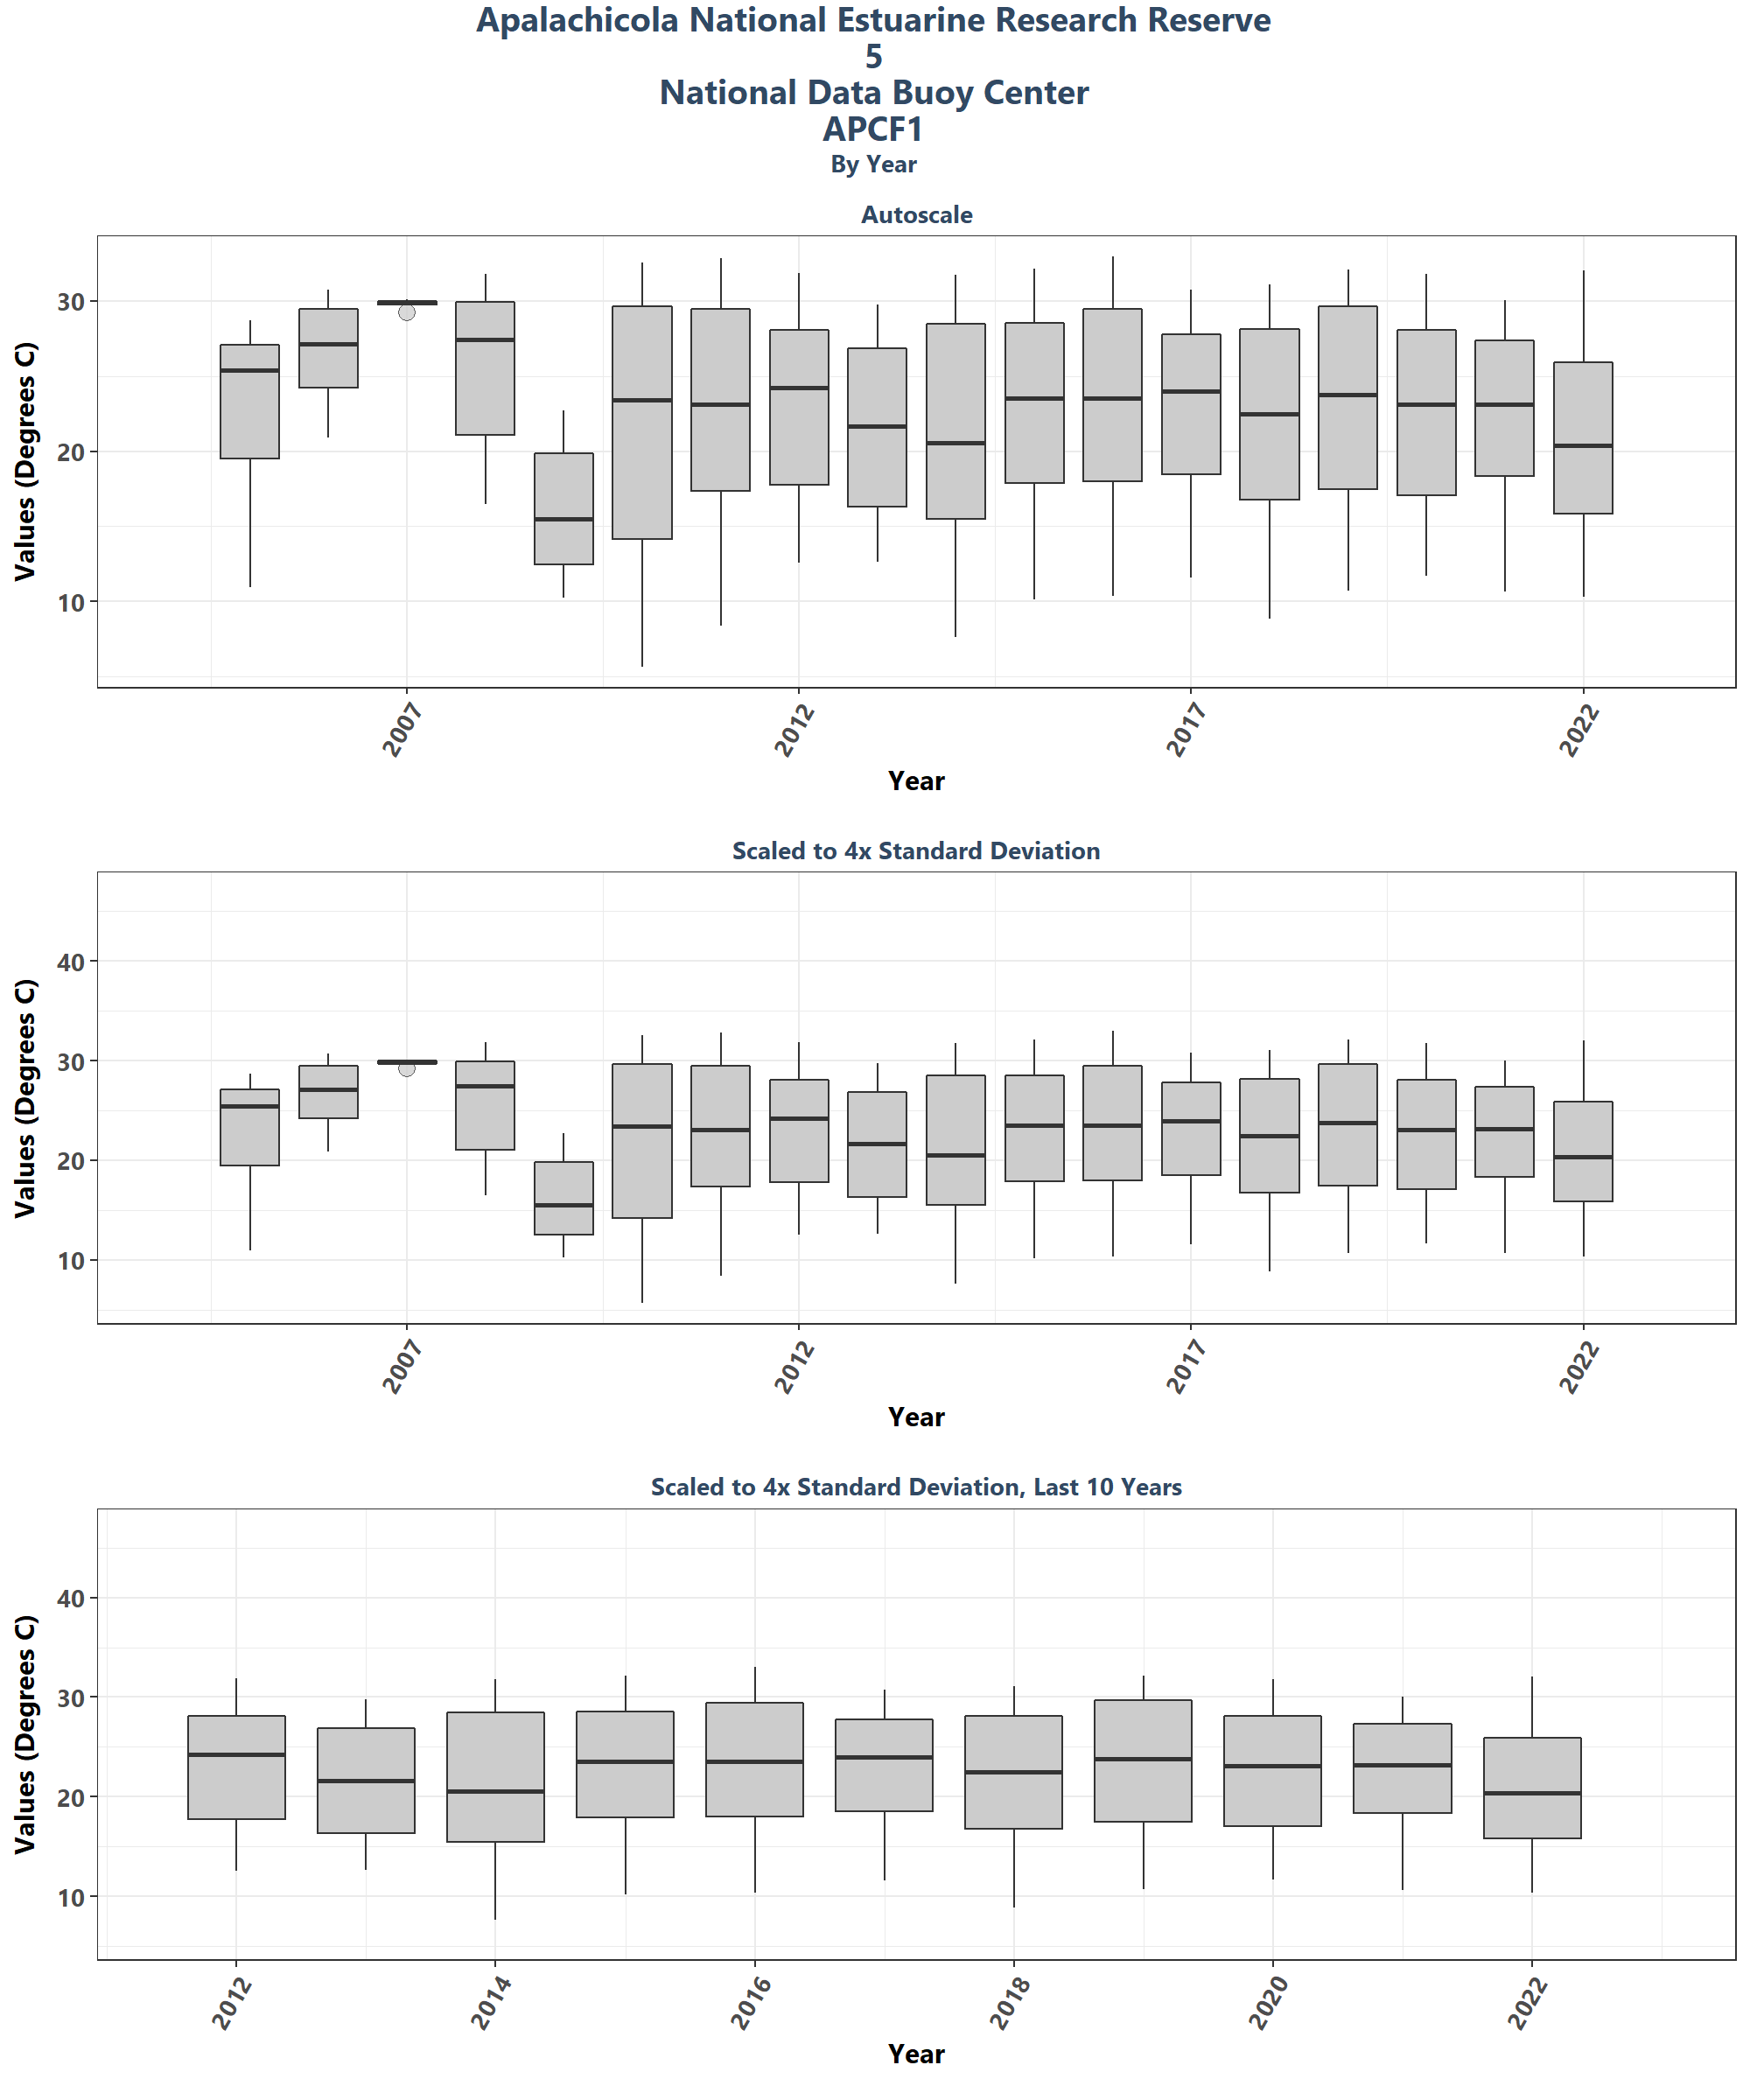 Apalachicola National Estuarine Research Reserve
5
National Data Buoy Center
APCF1
By Year
Autoscale
Values (Degrees C)
30
20
10
2007
2012
2017
2022
Year
Scaled to 4x Standard Deviation
Values (Degrees C)
40
30
20
10
2007
2012
2017
2022
Year
Scaled to 4x Standard Deviation, Last 10 Years
Values (Degrees C)
40
30
20
10
2012
2014
2016
2018
2020
2022
Year